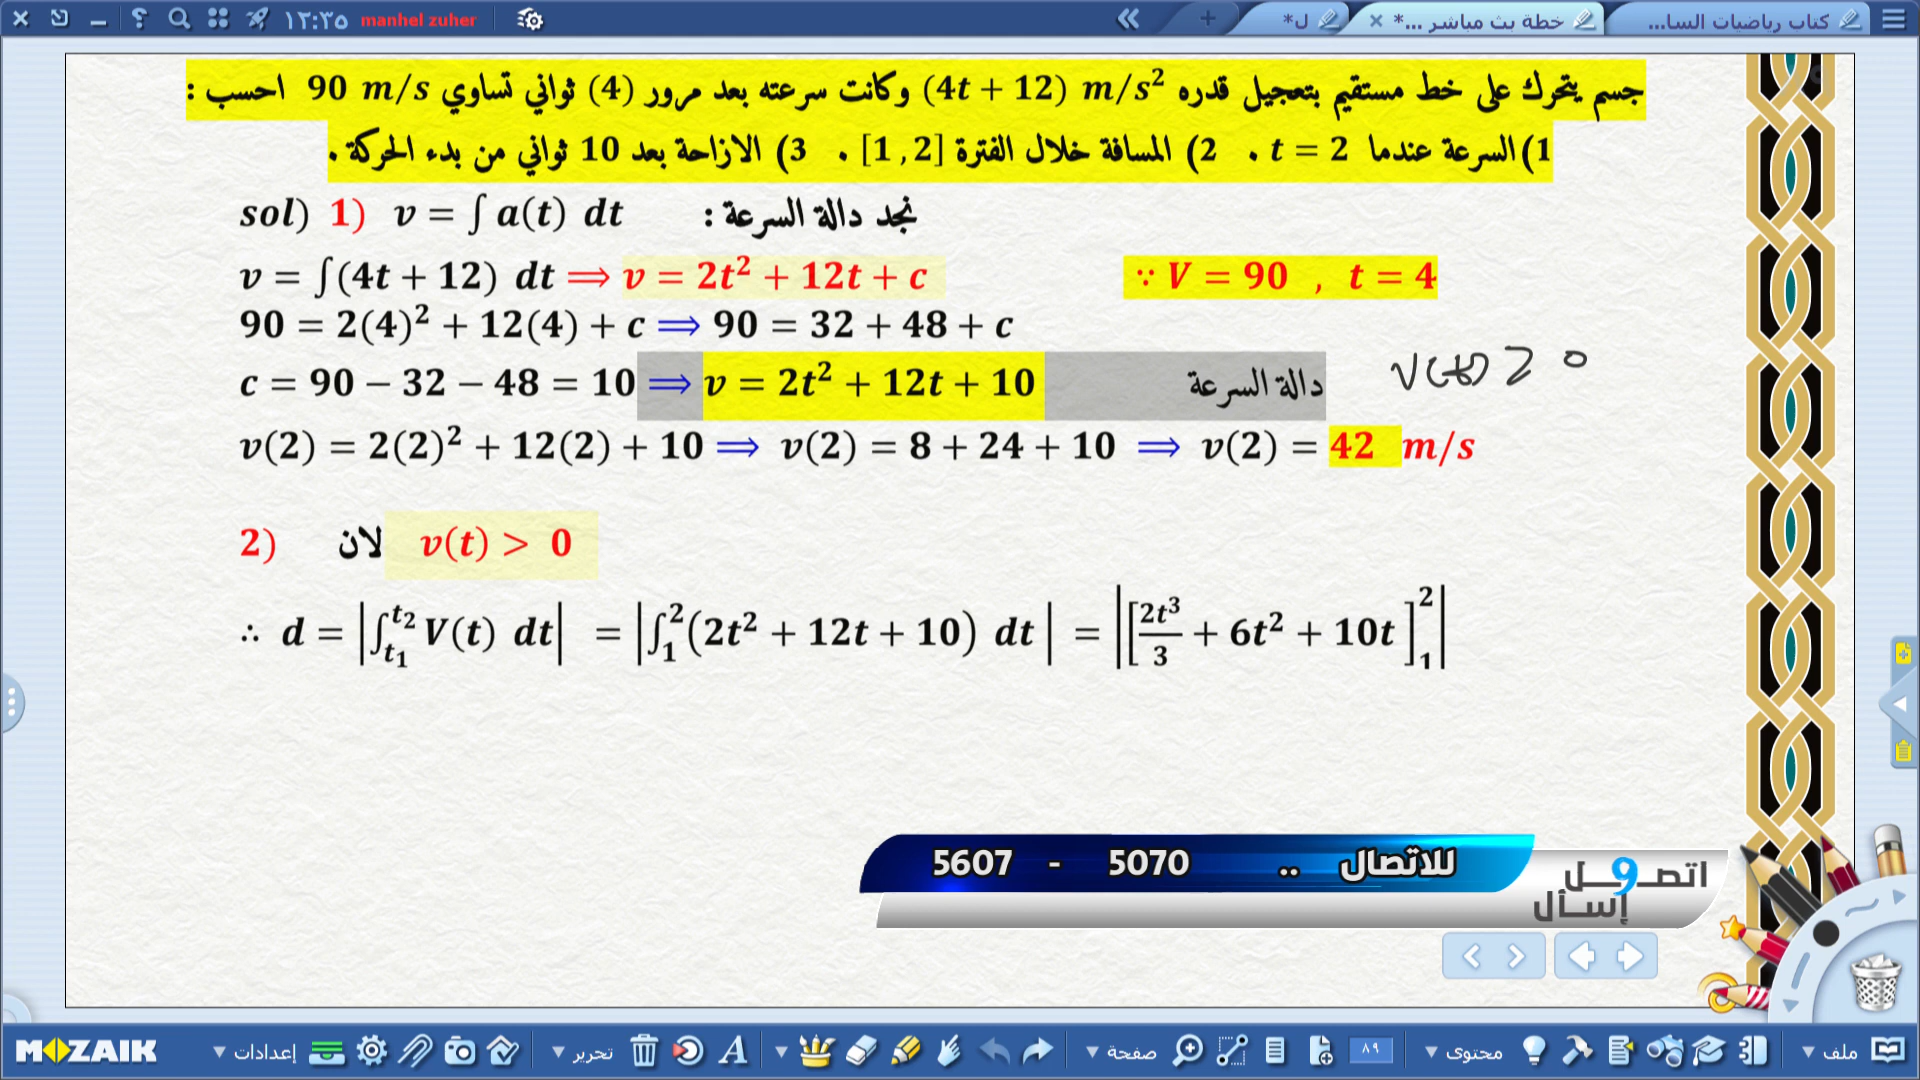 ١٢:٣٥ manhel zuher
ل* خطة بث مباشر ...* كتاب رياضيات السا...
جسم يتحرك على خط مستقيم بتعجيل قدره (4t + 12) m/s² وكانت سرعته بعد مرور (4) ثواني تساوي 90 m/s احسب :
1) السرعة عندما t = 2 . 2) المسافة خلال الفترة [1 , 2] . 3) الازاحة بعد 10 ثواني من بدء الحركة .
sol) 1) v = ∫ a(t) dt نجد دالة السرعة :
v = ∫(4t + 12) dt ⟹ v = 2t² + 12t + c ∵ V = 90 , t = 4
90 = 2(4)² + 12(4) + c ⟹ 90 = 32 + 48 + c
c = 90 − 32 − 48 = 10 ⟹ v = 2t² + 12t + 10 دالة السرعة
v(2) = 2(2)² + 12(2) + 10 ⟹ v(2) = 8 + 24 + 10 ⟹ v(2) = 42 m/s
2) لان v(t) > 0
∴ d = |∫_{t₁}^{t₂} V(t) dt| = |∫_1^2 (2t² + 12t + 10) dt| = |[2t³/3 + 6t² + 10t]_1^2|
للاتصال .. 5070 - 5607
اتصل و إسأل
MOZAIK إعدادات تحرير صفحة ٨٩ محتوى ملف